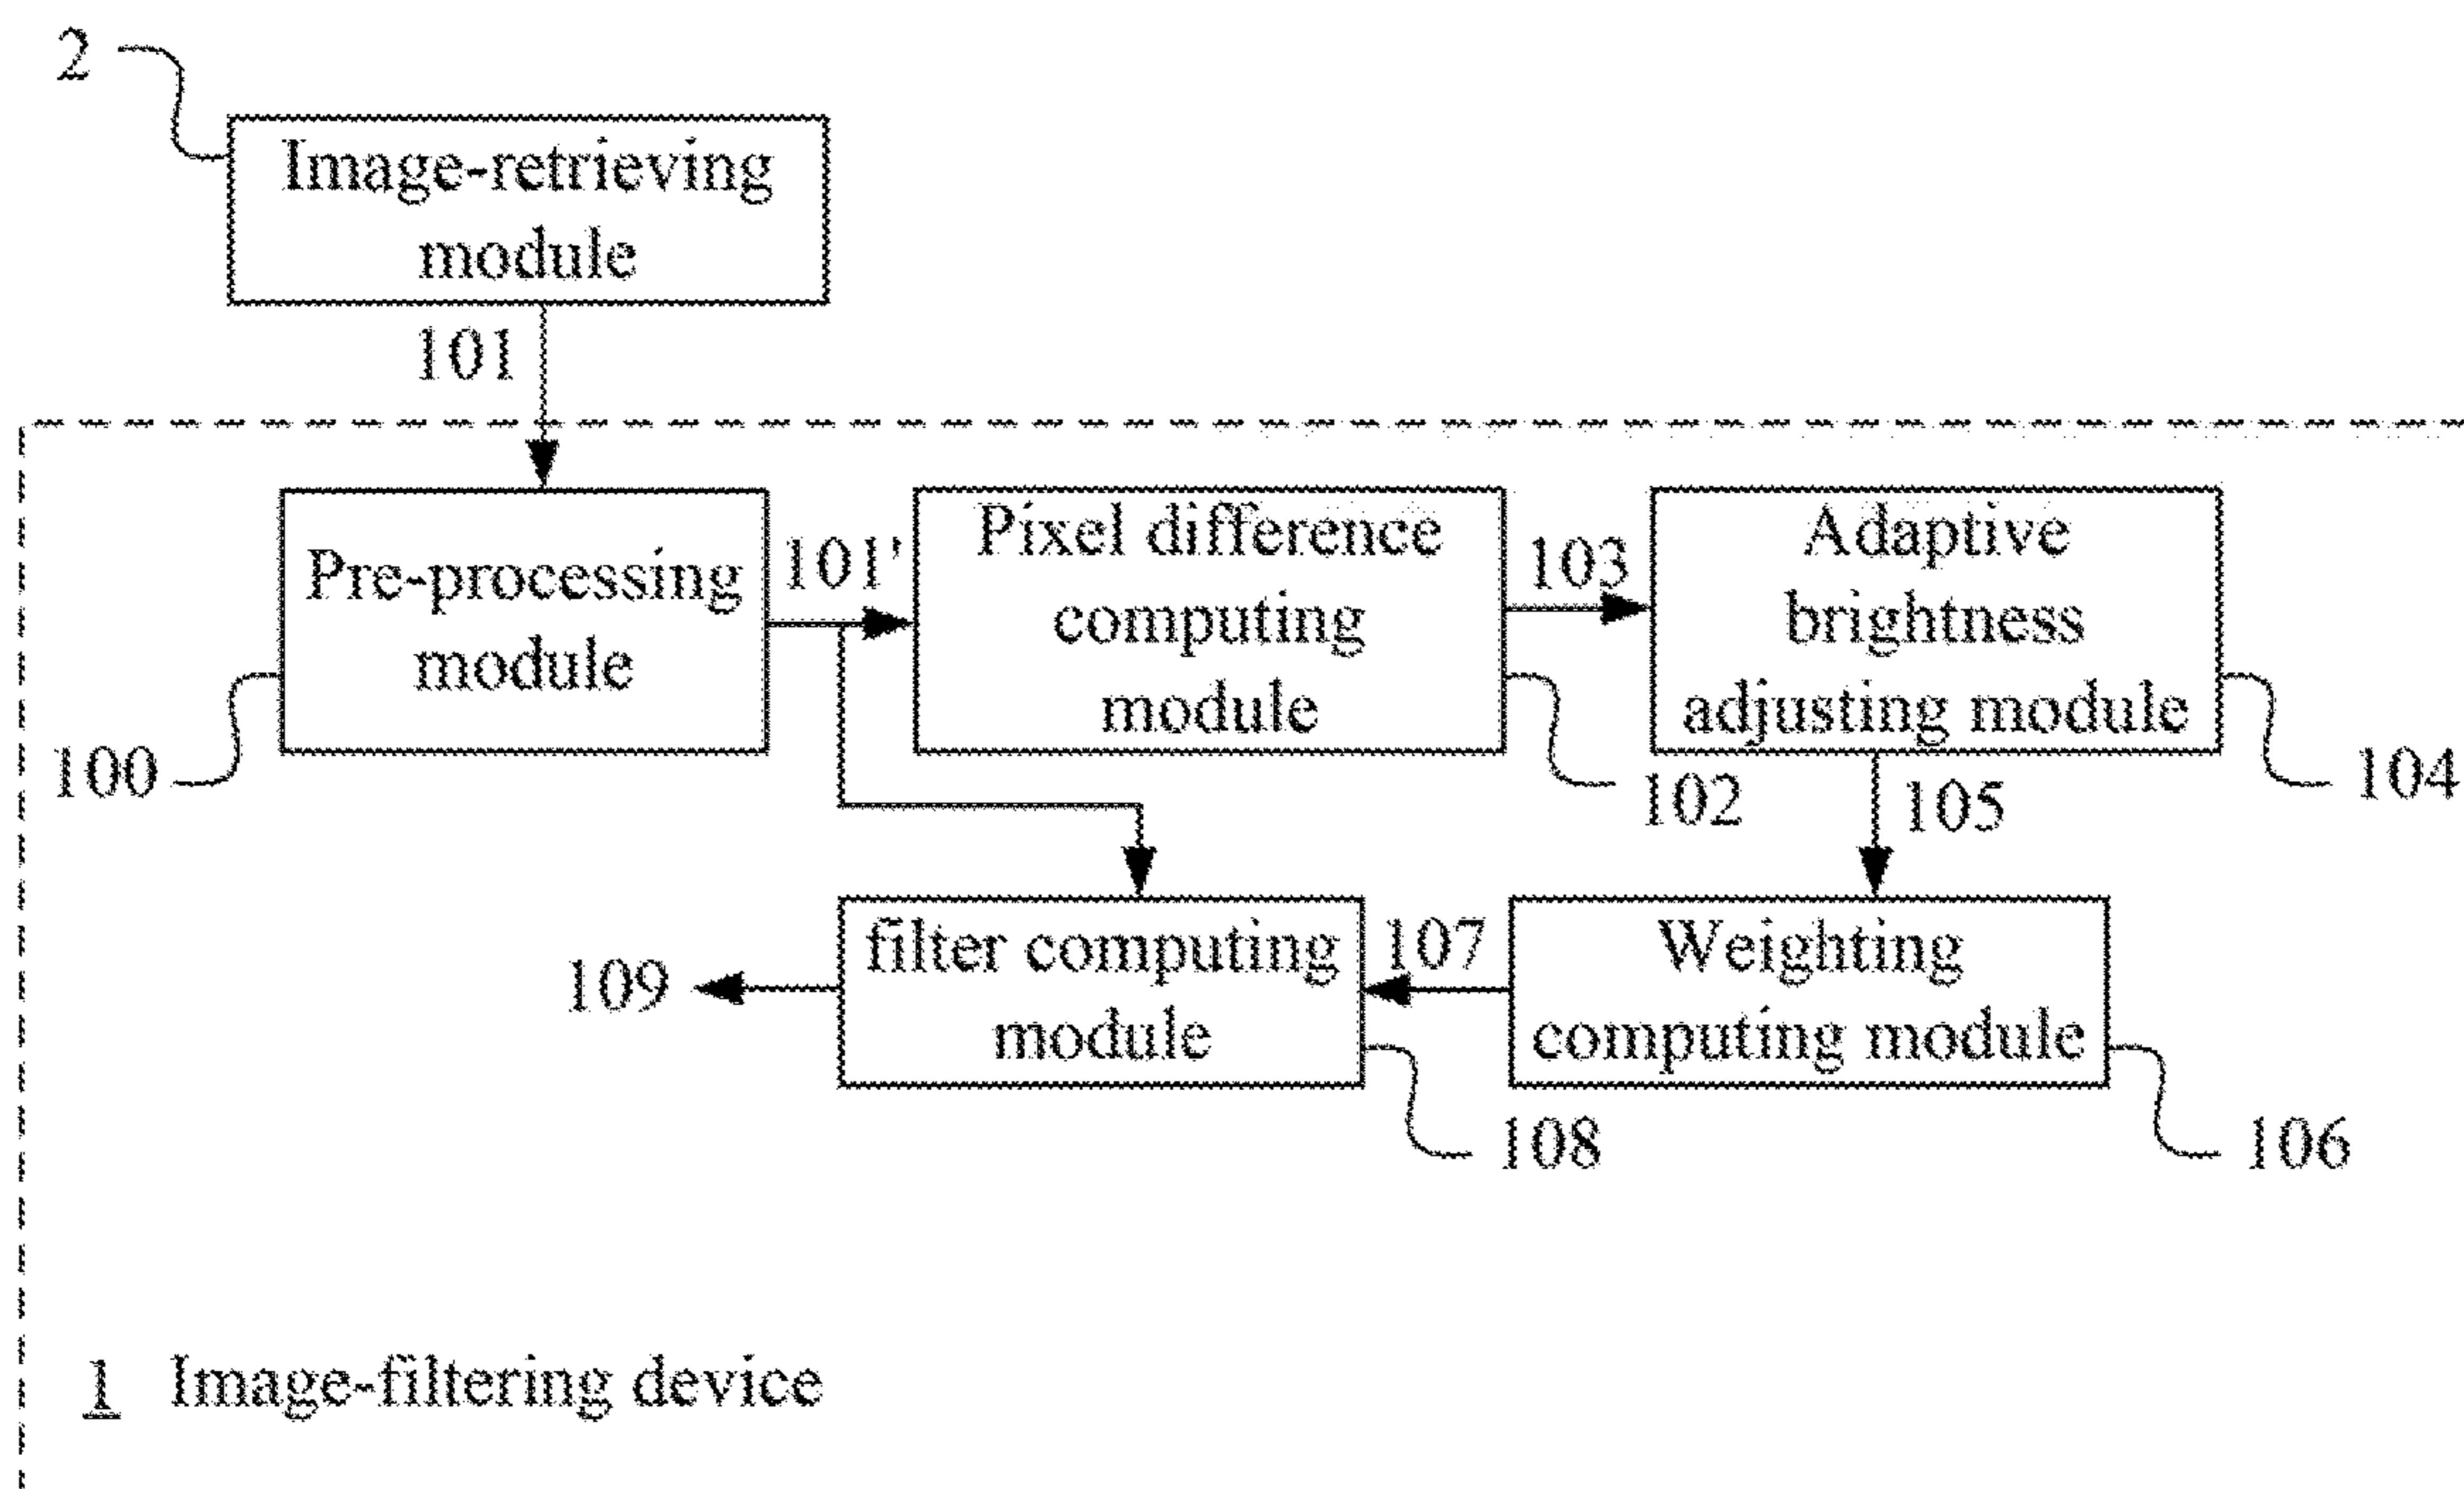 2
Image-retrieving
module
101
Pre-processing
module
101'
Pixel difference
computing
module
103
Adaptive
brightness
adjusting module
100
102
104
105
filter computing
module
107
Weighting
computing module
109
108
106
1 Image-filtering device